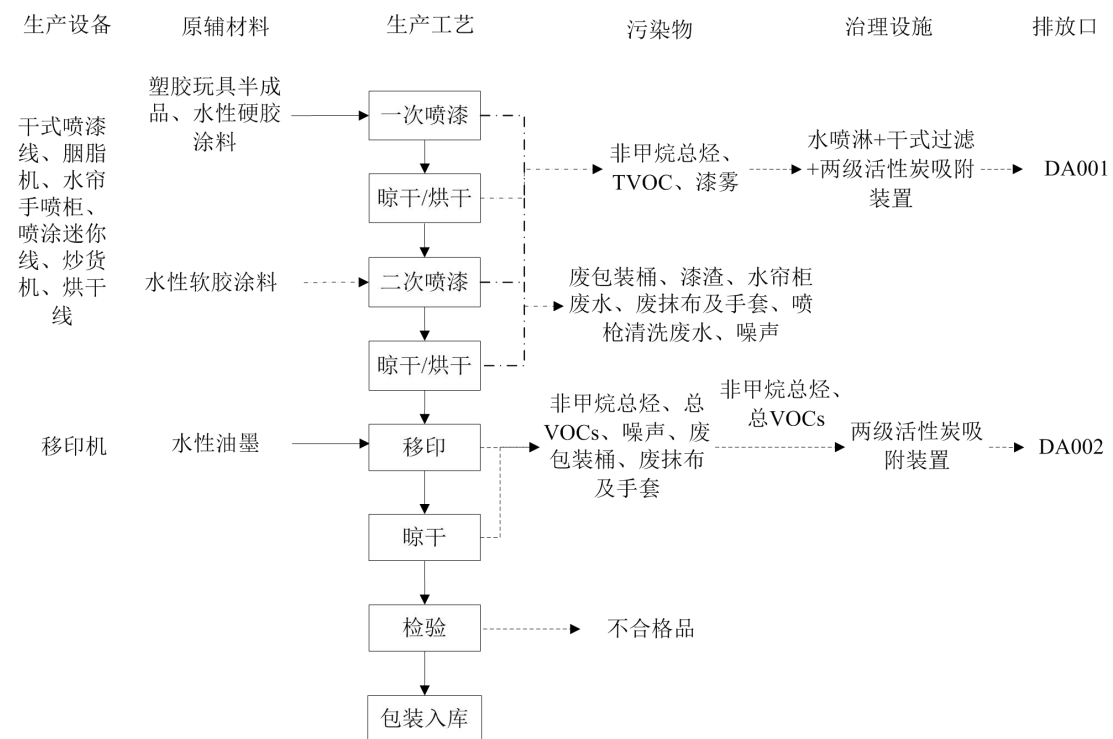 生产设备
原辅材料
生产工艺
污染物
治理设施
排放口
塑胶玩具半成
品、水性硬胶
涂料
干式喷漆
线、胭脂
机、水帘
手喷柜、
喷涂迷你
线、炒货
机、烘干
线
一次喷漆
晾干/烘干
非甲烷总烃、
TVOC、漆雾
水喷淋+干式过滤
+两级活性炭吸附
装置
DA001
水性软胶涂料
二次喷漆
晾干/烘干
废包装桶、漆渣、水帘柜
废水、废抹布及手套、喷
枪清洗废水、噪声
移印机
水性油墨
移印
非甲烷总烃、总
VOCs、噪声、废
包装桶、废抹布
及手套
非甲烷总烃、
总VOCs
两级活性炭吸
附装置
DA002
晾干
检验
不合格品
包装入库